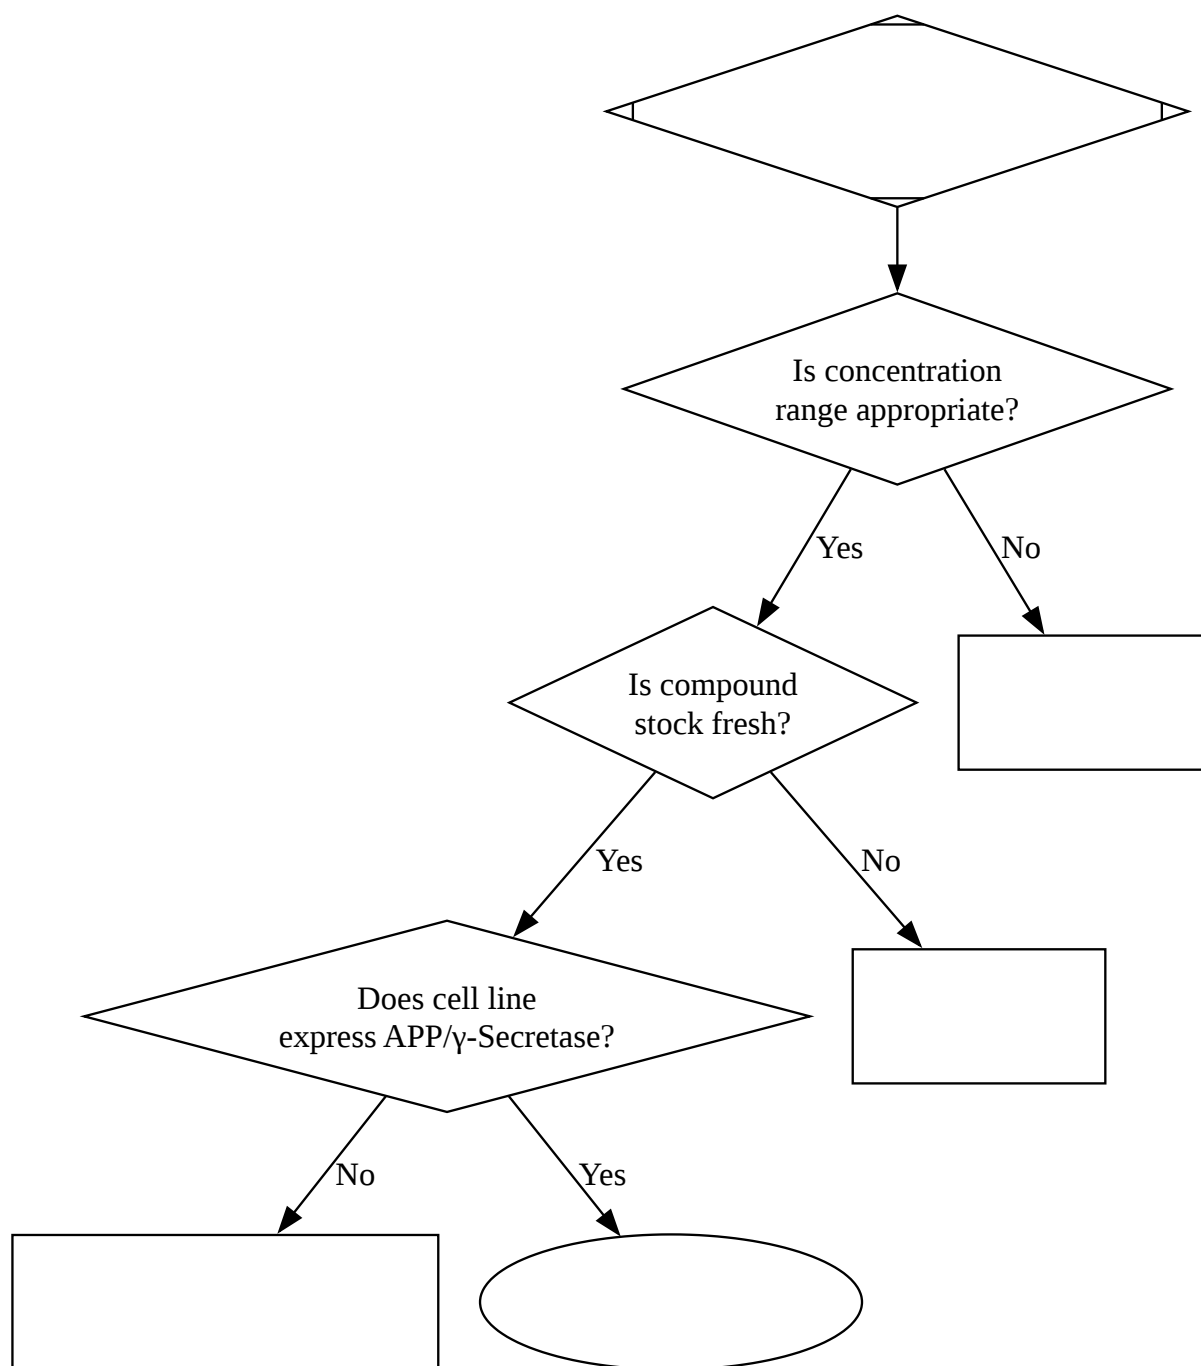 Is concentration
range appropriate?
Yes
No
Is compound
stock fresh?
Yes
No
Does cell line
express APP/γ-Secretase?
No
Yes